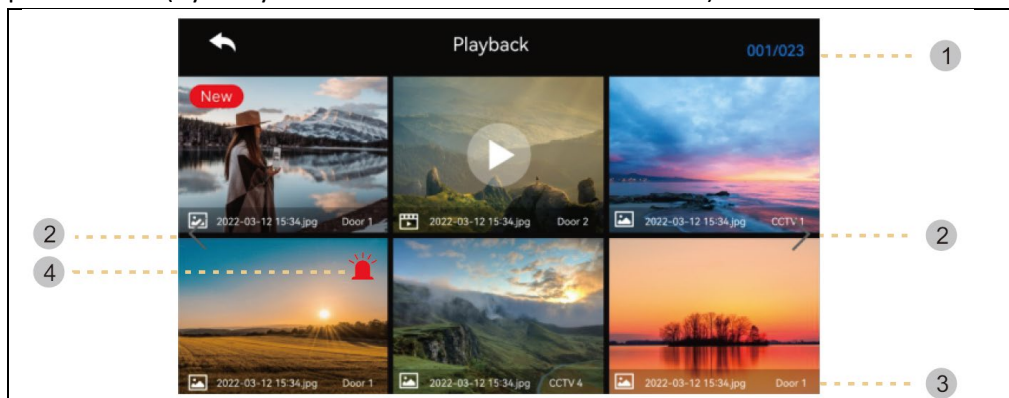 Playback
001/023
1
New
2022-03-12 15:34.jpg Door 1
2022-03-12 15:34.jpg Door 2
2022-03-12 15:34.jpg CCTV 1
2
2
4
2022-03-12 15:34.jpg Door 1
2022-03-12 15:34.jpg CCTV 4
2022-03-12 15:34.jpg Door 1
3